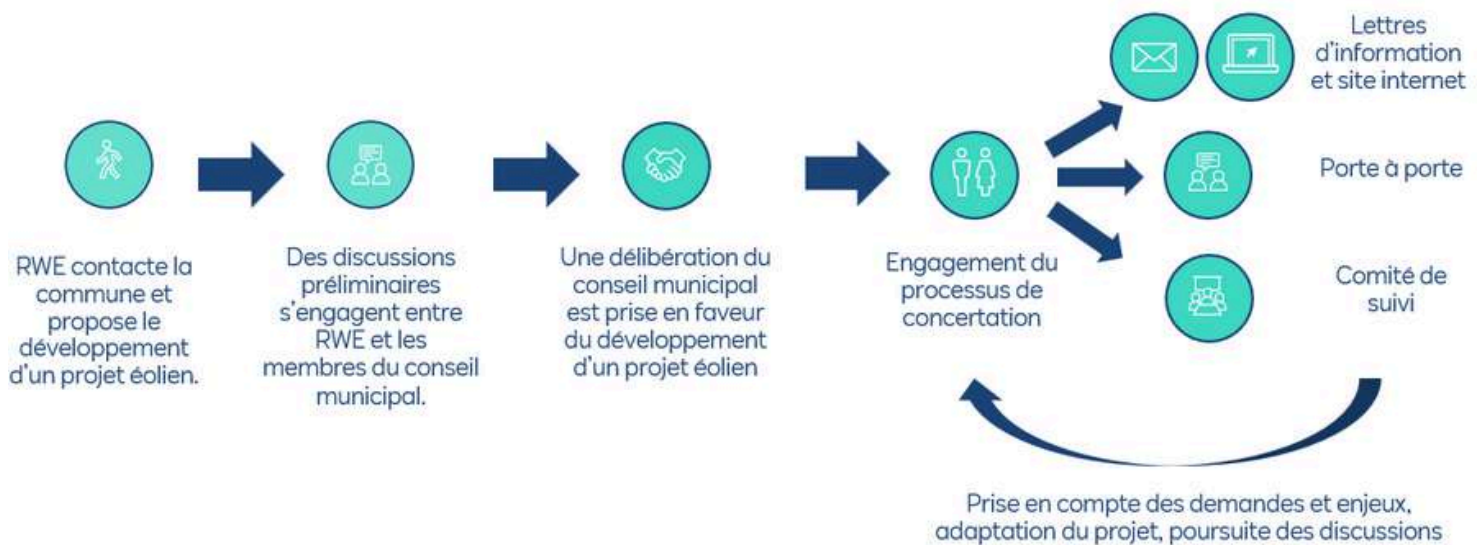 RWE contacte la
commune et
propose le
développement
d'un projet éolien.
Des discussions
préliminaires
s'engagent entre
RWE et les
membres du conseil
municipal.
Une délibération du
conseil municipal
est prise en faveur
du développement
d'un projet éolien
Engagement du
processus de
concertation
Lettres
d'information
et site internet
Porte à porte
Comité de
suivi
Prise en compte des demandes et enjeux,
adaptation du projet, poursuite des discussions